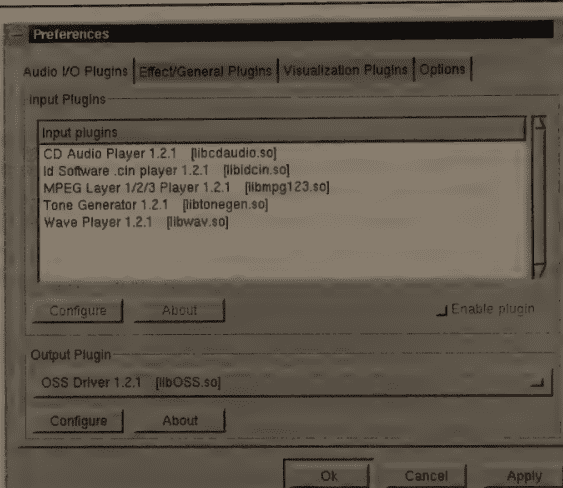 Preferences
Audio I/O Plugins Effect/General Plugins Visualization Plugins Options
Input Plugins
Input plugins
CD Audio Player 1.2.1 [libcdaudio.so]
Id Software .cin player 1.2.1 [libidcin.so]
MPEG Layer 1/2/3 Player 1.2.1 [libmpg123.so]
Tone Generator 1.2.1 [libtonegen.so]
Wave Player 1.2.1 [libwav.so]
Configure About Enable plugin
Output Plugin
OSS Driver 1.2.1 [libOSS.so]
Configure About
Ok Cancel Apply